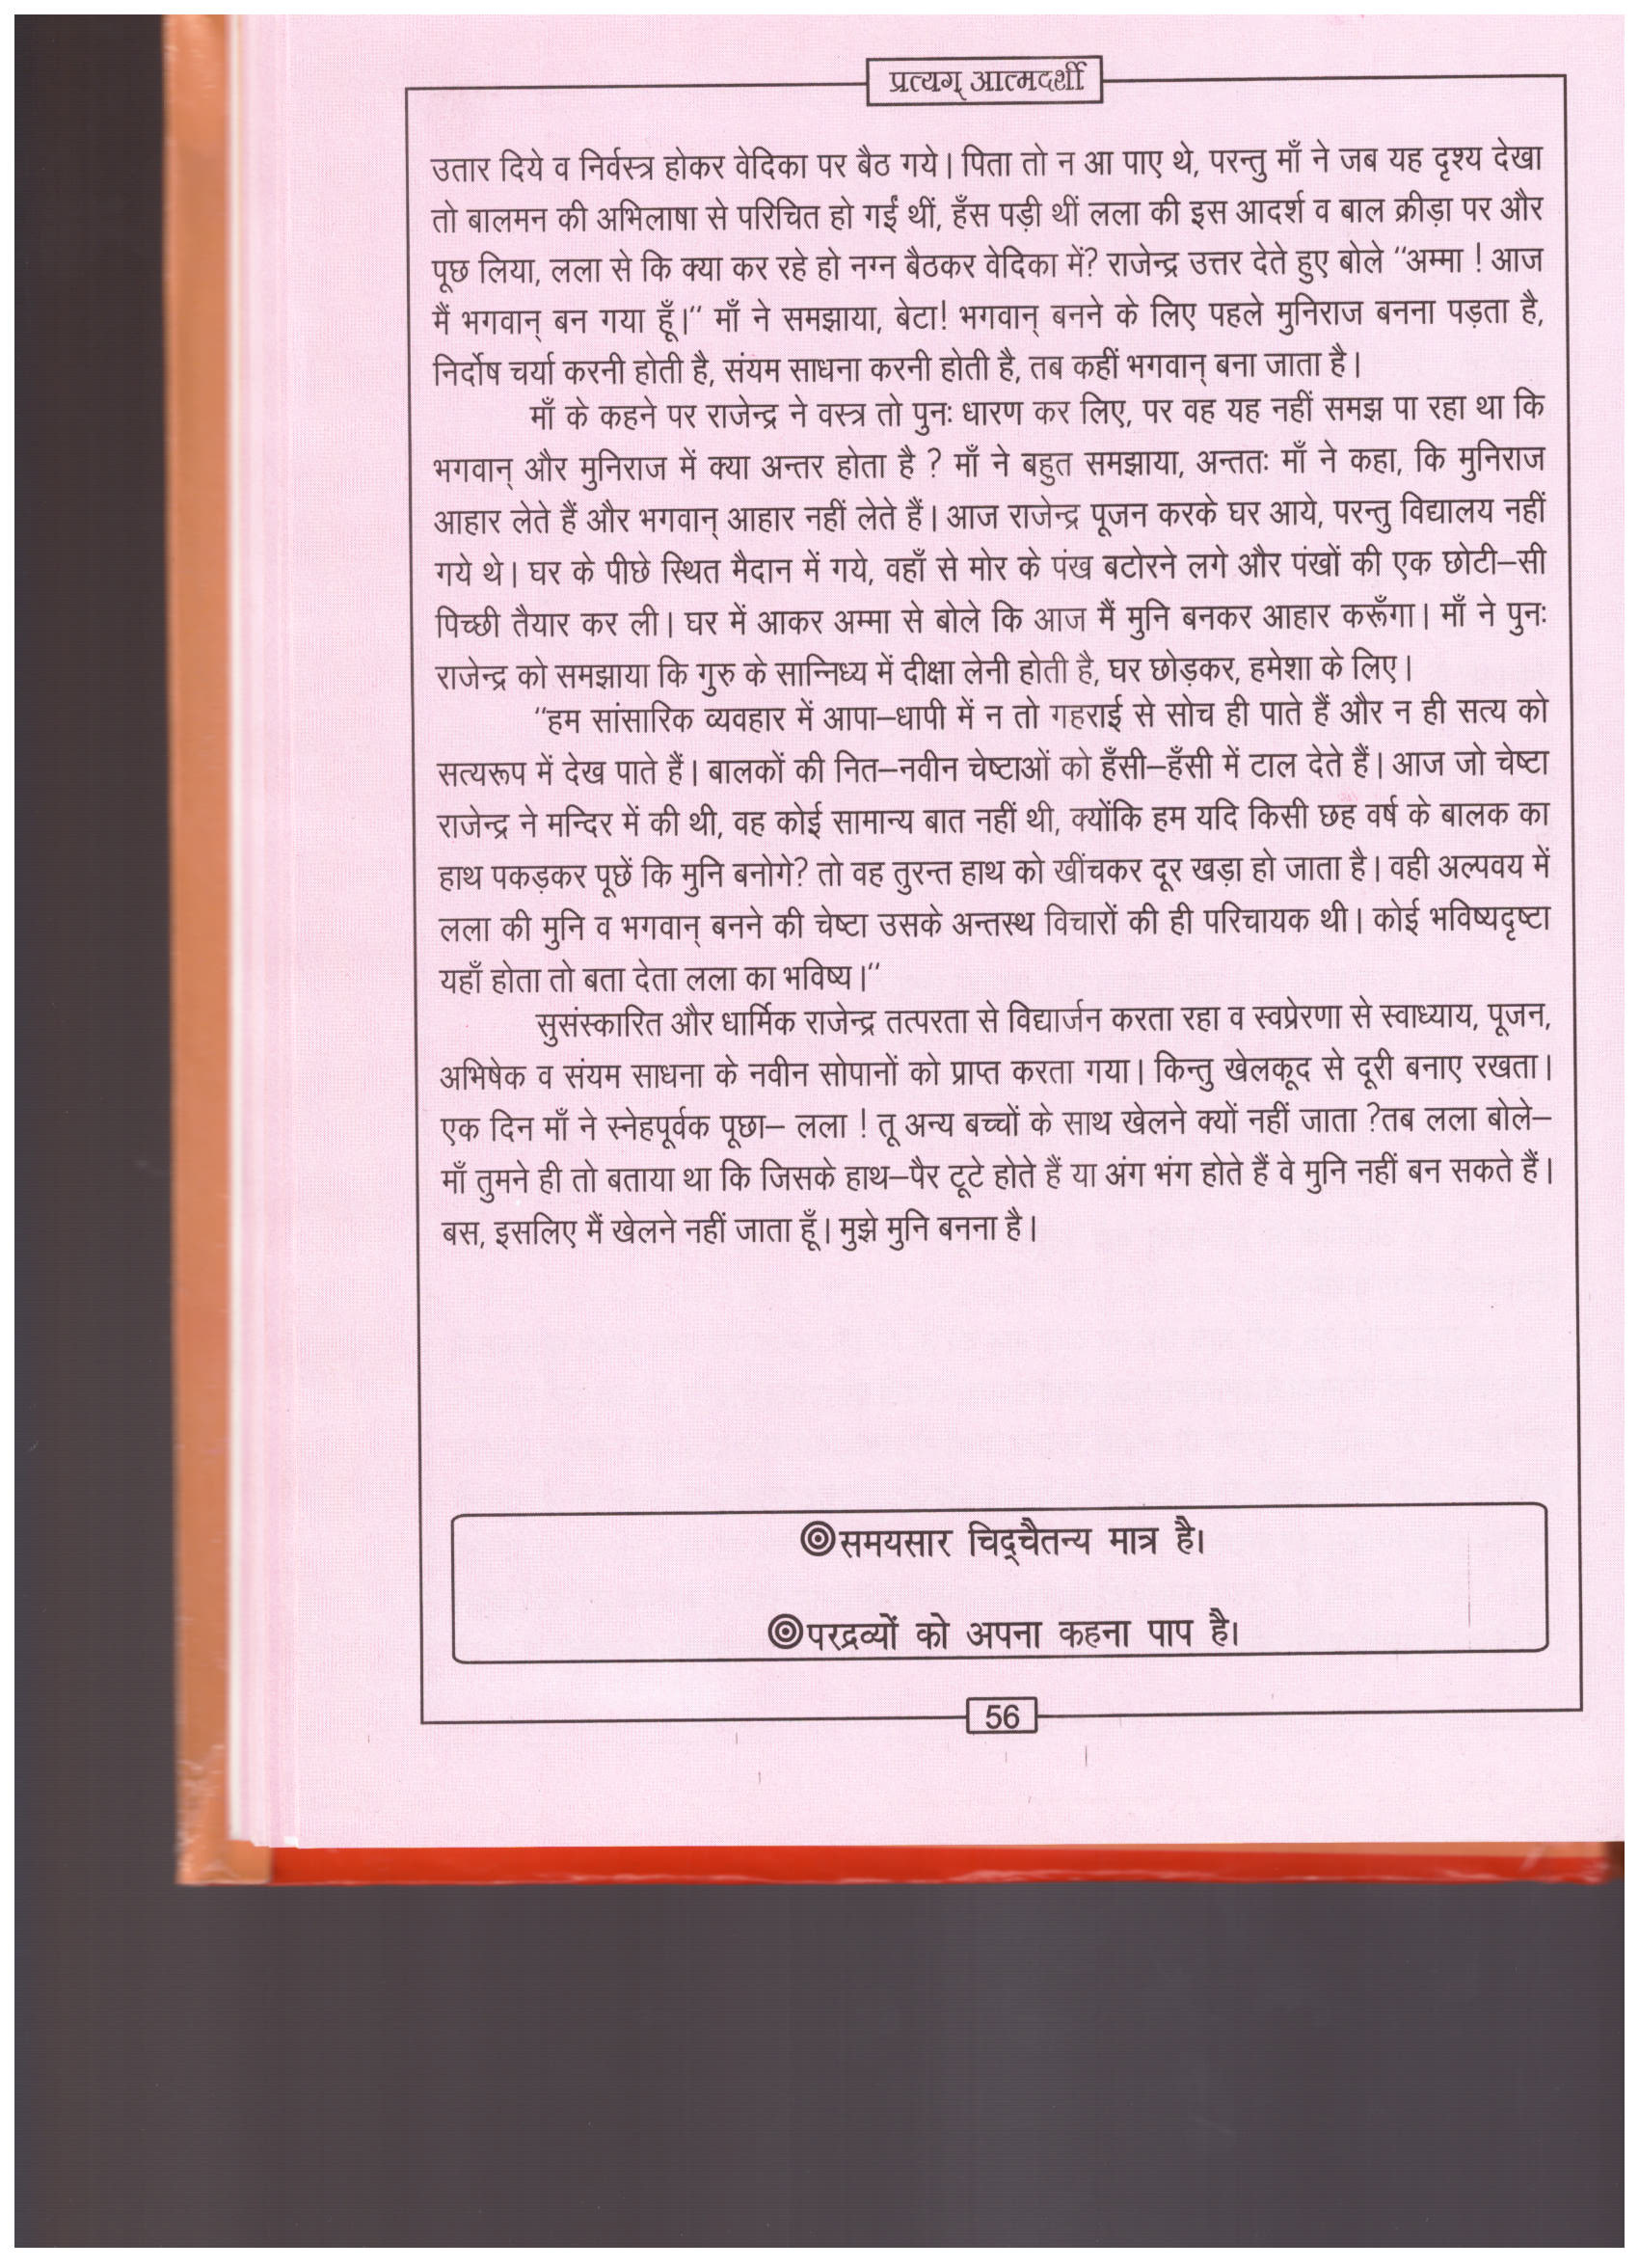 प्रत्यग् आत्मदर्शी
उतार दिये व निर्वस्त्र होकर वेदिका पर बैठ गये। पिता तो न आ पाए थे, परन्तु माँ ने जब यह दृश्य देखा
तो बालमन की अभिलाषा से परिचित हो गईं थीं, हँस पड़ी थीं लला की इस आदर्श व बाल क्रीड़ा पर और
पूछ लिया, लला से कि क्या कर रहे हो नग्न बैठकर वेदिका में? राजेन्द्र उत्तर देते हुए बोले “अम्मा ! आज
मैं भगवान् बन गया हूँ।“ माँ ने समझाया, बेटा! भगवान् बनने के लिए पहले मुनिराज बनना पड़ता है,
निर्दोष चर्या करनी होती है, संयम साधना करनी होती है, तब कहीं भगवान् बना जाता है।
माँ के कहने पर राजेन्द्र ने वस्त्र तो पुनः धारण कर लिए, पर वह यह नहीं समझ पा रहा था कि
भगवान् और मुनिराज में क्या अन्तर होता है ? माँ ने बहुत समझाया, अन्ततः माँ ने कहा, कि मुनिराज
आहार लेते हैं और भगवान् आहार नहीं लेते हैं। आज राजेन्द्र पूजन करके घर आये, परन्तु विद्यालय नहीं
गये थे। घर के पीछे स्थित मैदान में गये, वहाँ से मोर के पंख बटोरने लगे और पंखों की एक छोटी–सी
पिच्छी तैयार कर ली। घर में आकर अम्मा से बोले कि आज मैं मुनि बनकर आहार करूँगा। माँ ने पुनः
राजेन्द्र को समझाया कि गुरु के सान्निध्य में दीक्षा लेनी होती है, घर छोड़कर, हमेशा के लिए।
“हम सांसारिक व्यवहार में आपा–धापी में न तो गहराई से सोच ही पाते हैं और न ही सत्य को
सत्यरूप में देख पाते हैं। बालकों की नित–नवीन चेष्टाओं को हँसी–हँसी में टाल देते हैं। आज जो चेष्टा
राजेन्द्र ने मन्दिर में की थी, वह कोई सामान्य बात नहीं थी, क्योंकि हम यदि किसी छह वर्ष के बालक का
हाथ पकड़कर पूछें कि मुनि बनोगे? तो वह तुरन्त हाथ को खींचकर दूर खड़ा हो जाता है। वही अल्पवय में
लला की मुनि व भगवान् बनने की चेष्टा उसके अन्तस्थ विचारों की ही परिचायक थी। कोई भविष्यदृष्टा
यहाँ होता तो बता देता लला का भविष्य।“
सुसंस्कारित और धार्मिक राजेन्द्र तत्परता से विद्यार्जन करता रहा व स्वप्रेरणा से स्वाध्याय, पूजन,
अभिषेक व संयम साधना के नवीन सोपानों को प्राप्त करता गया। किन्तु खेलकूद से दूरी बनाए रखता।
एक दिन माँ ने स्नेहपूर्वक पूछा– लला ! तू अन्य बच्चों के साथ खेलने क्यों नहीं जाता ?तब लला बोले–
माँ तुमने ही तो बताया था कि जिसके हाथ–पैर टूटे होते हैं या अंग भंग होते हैं वे मुनि नहीं बन सकते हैं।
बस, इसलिए मैं खेलने नहीं जाता हूँ। मुझे मुनि बनना है।
समयसार चिद्चैतन्य मात्र है।
परद्रव्यों को अपना कहना पाप है।
56